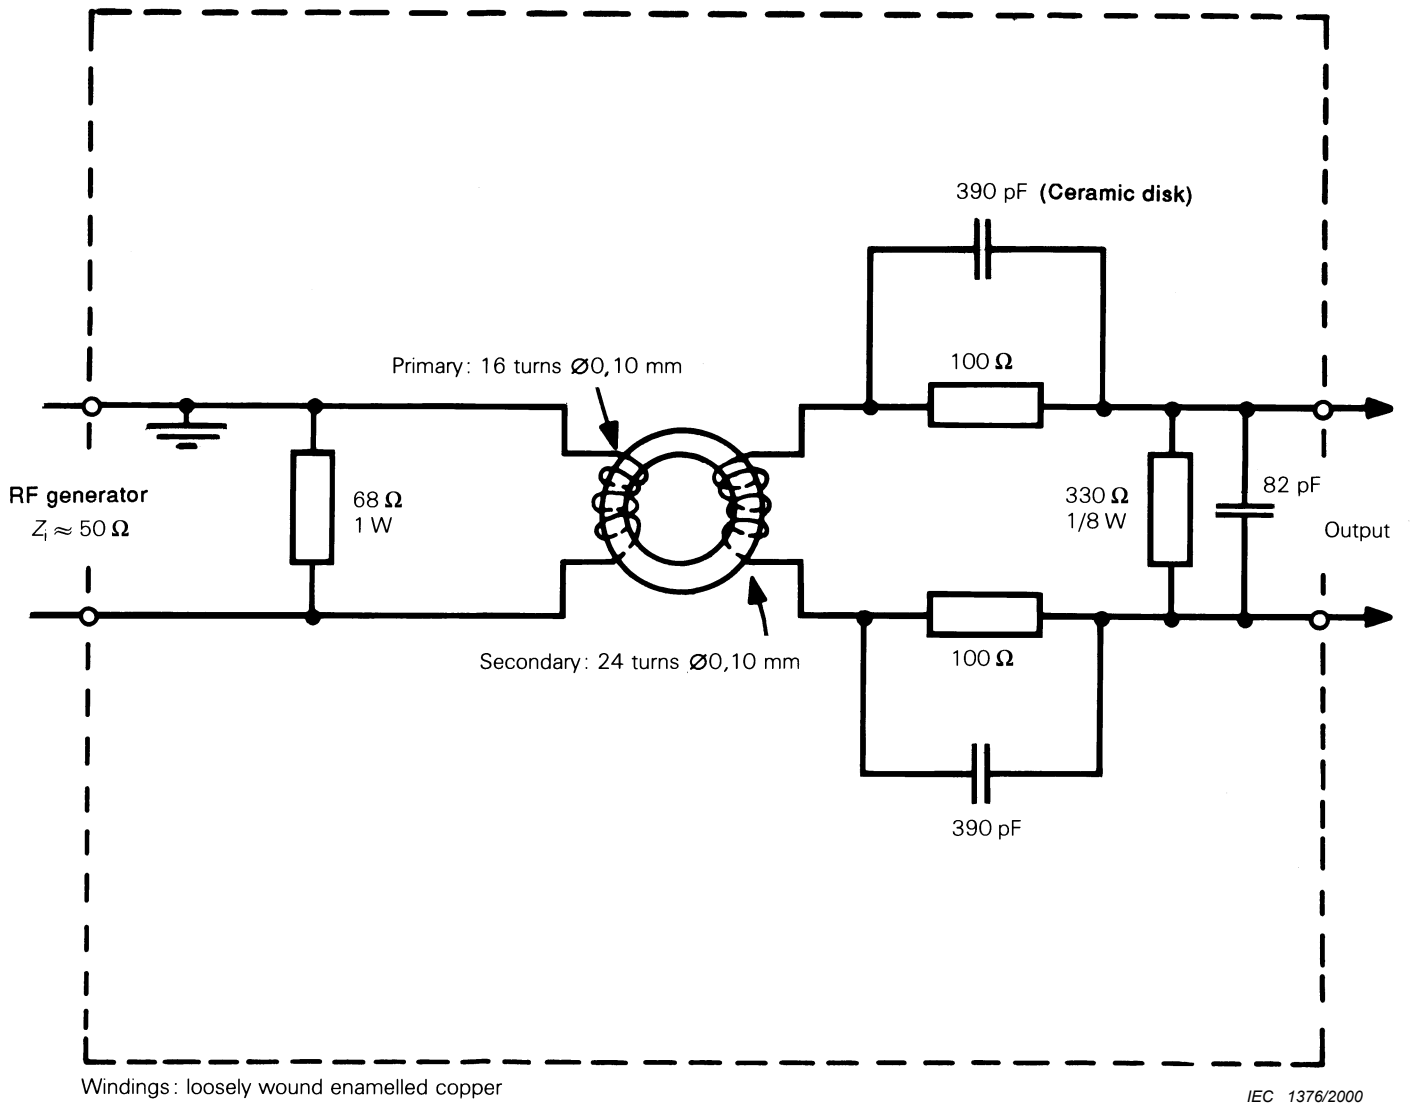 390 pF (Ceramic disk)
100 Ω
Primary: 16 turns Ø0,10 mm
RF generator
Zi ≈ 50 Ω
68 Ω
1 W
330 Ω
1/8 W
82 pF
Output
100 Ω
Secondary: 24 turns Ø0,10 mm
390 pF
Windings: loosely wound enamelled copper
IEC 1376/2000